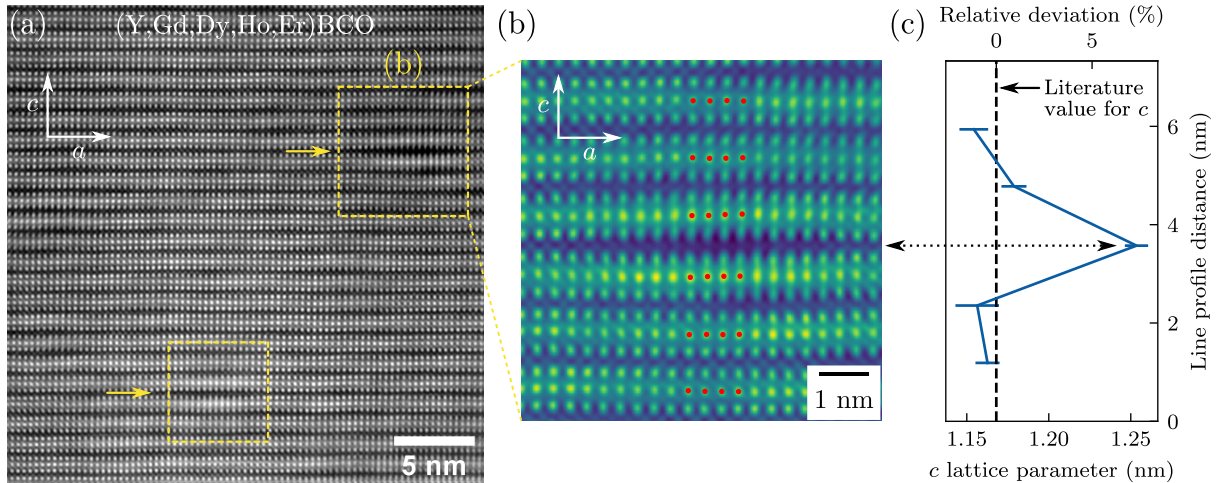 (a)
(Y,Gd,Dy,Ho,Er)BCO
(b)
c
a
5 nm
(b)
c
a
1 nm
(c)
Relative deviation (%)
0 5
Literature
value for c
6
4
2
0
Line profile distance (nm)
1.15 1.20 1.25
c lattice parameter (nm)